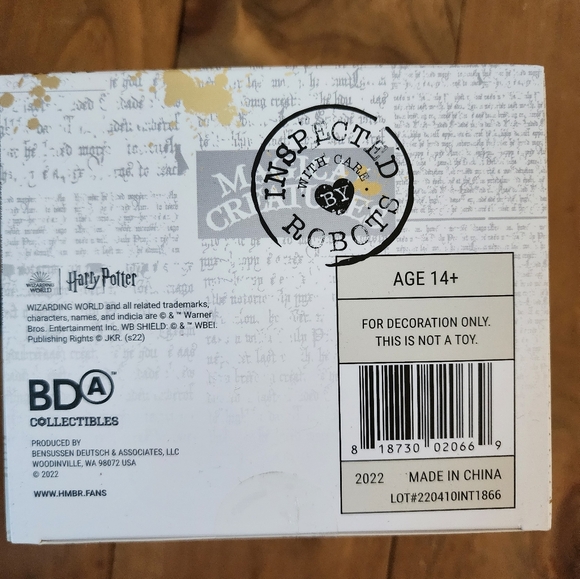 INSPECTED
WITH CARE
BY
ROBOTS
MAGICAL
CREATURES
WIZARDING
WORLD
Harry Potter
WIZARDING WORLD and all related trademarks,
characters, names, and indicia are © & ™ Warner
Bros. Entertainment Inc. WB SHIELD: © & ™ WBEI.
Publishing Rights © JKR. (s22)
BDA™
COLLECTIBLES
PRODUCED BY
BENSUSSEN DEUTSCH & ASSOCIATES, LLC
WOODINVILLE, WA 98072 USA
© 2022
WWW.HMBR.FANS
AGE 14+
FOR DECORATION ONLY.
THIS IS NOT A TOY.
8 18730 02066 9
2022 MADE IN CHINA
LOT#220410INT1866